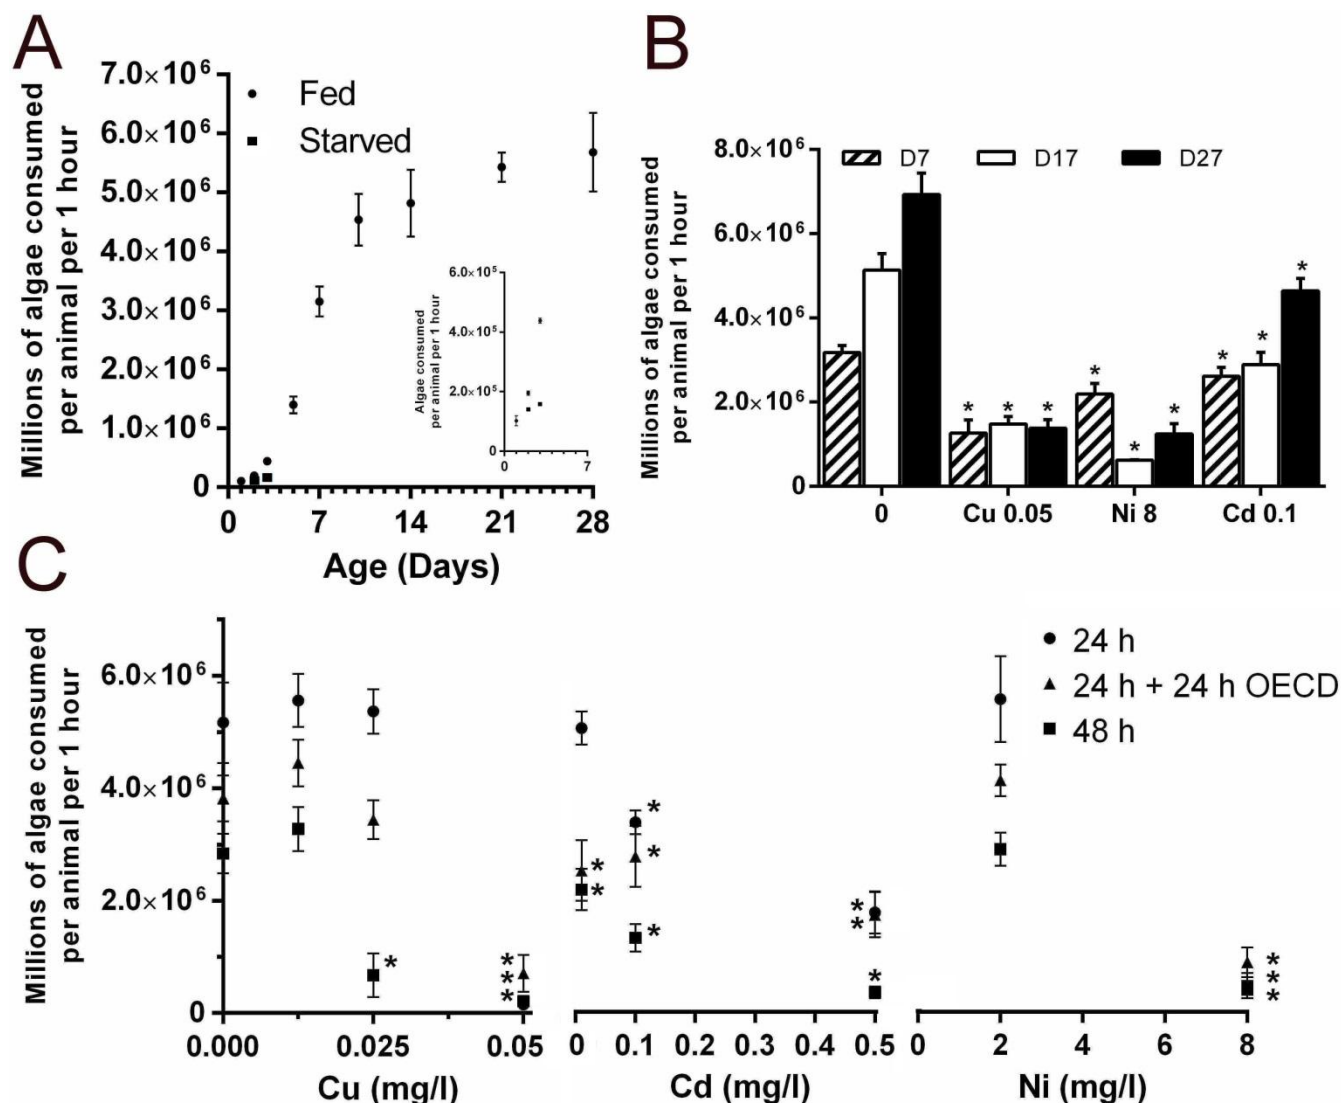 A
Millions of algae consumed
per animal per 1 hour
7.0×10⁶
6.0×10⁶
5.0×10⁶
4.0×10⁶
3.0×10⁶
2.0×10⁶
1.0×10⁶
0
Fed
Starved
Algae consumed
per animal per 1 hour
6.0×10⁵
4.0×10⁵
2.0×10⁵
0
0 7
0 7 14 21 28
Age (Days)
B
Millions of algae consumed
per animal per 1 hour
8.0×10⁶
6.0×10⁶
4.0×10⁶
2.0×10⁶
0
D7 D17 D27
* * * * * * * * *
0 Cu 0.05 Ni 8 Cd 0.1
C
Millions of algae consumed
per animal per 1 hour
6.0×10⁶
4.0×10⁶
2.0×10⁶
0
24 h
24 h + 24 h OECD
48 h
* * * *
* * * * * * * *
* * *
0.000 0.025 0.05
Cu (mg/l)
0 0.1 0.2 0.3 0.4 0.5
Cd (mg/l)
0 2 4 6 8
Ni (mg/l)